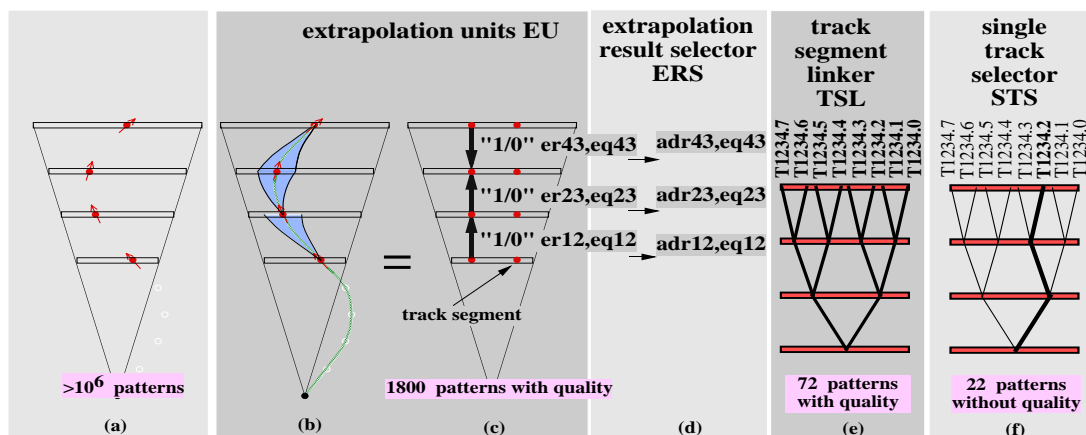 extrapolation units EU
extrapolation
result selector
ERS
track
segment
linker
TSL
single
track
selector
STS
T1234.7
T1234.6
T1234.5
T1234.4
T1234.3
T1234.2
T1234.1
T1234.0
T1234.7
T1234.6
T1234.5
T1234.4
T1234.3
T1234.2
T1234.1
T1234.0
"1/0" er43,eq43
adr43,eq43
"1/0" er23,eq23
adr23,eq23
"1/0" er12,eq12
adr12,eq12
=
track segment
>10⁶ patterns
1800 patterns with quality
72 patterns
with quality
22 patterns
without quality
(a)
(b)
(c)
(d)
(e)
(f)